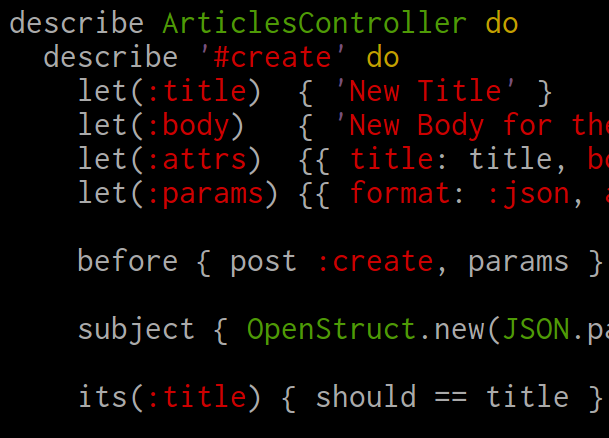 describe ArticlesController do
  describe '#create' do
    let(:title)  { 'New Title' }
    let(:body)   { 'New Body for the
    let(:attrs)  {{ title: title, bo
    let(:params) {{ format: :json, a
    before { post :create, params }
    subject { OpenStruct.new(JSON.pa
    its(:title) { should == title }